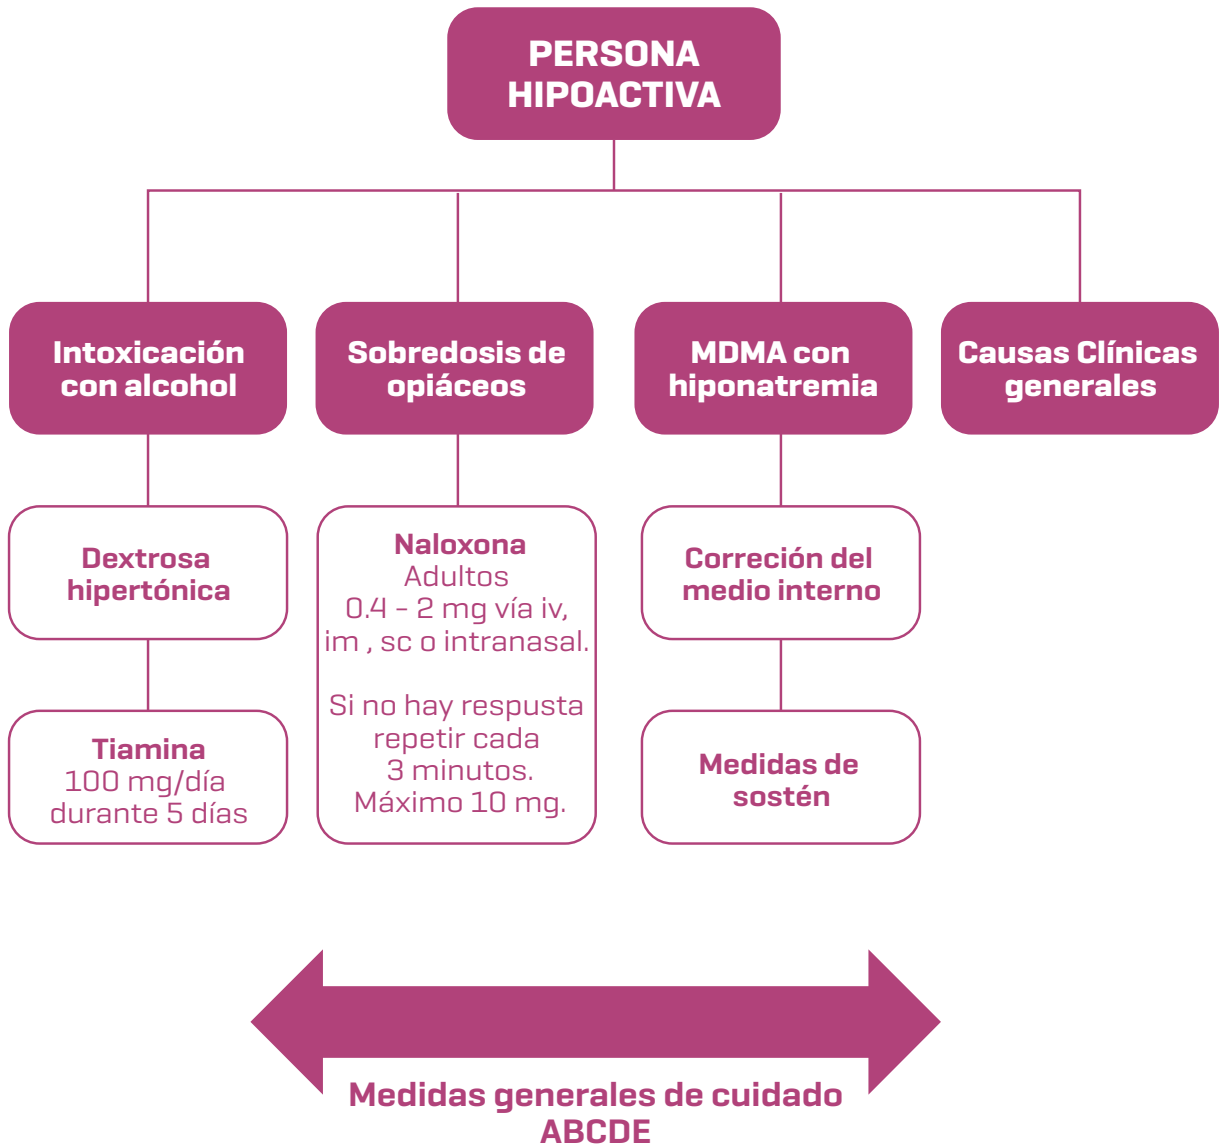 PERSONA
HIPOACTIVA
Intoxicación
con alcohol
Sobredosis de
opiáceos
MDMA con
hiponatremia
Causas Clínicas
generales
Dextrosa
hipertónica
Tiamina
100 mg/día
durante 5 días
Naloxona
Adultos
0.4 – 2 mg vía iv,
im , sc o intranasal.
Si no hay respusta
repetir cada
3 minutos.
Máximo 10 mg.
Correción del
medio interno
Medidas de
sostén
Medidas generales de cuidado
ABCDE